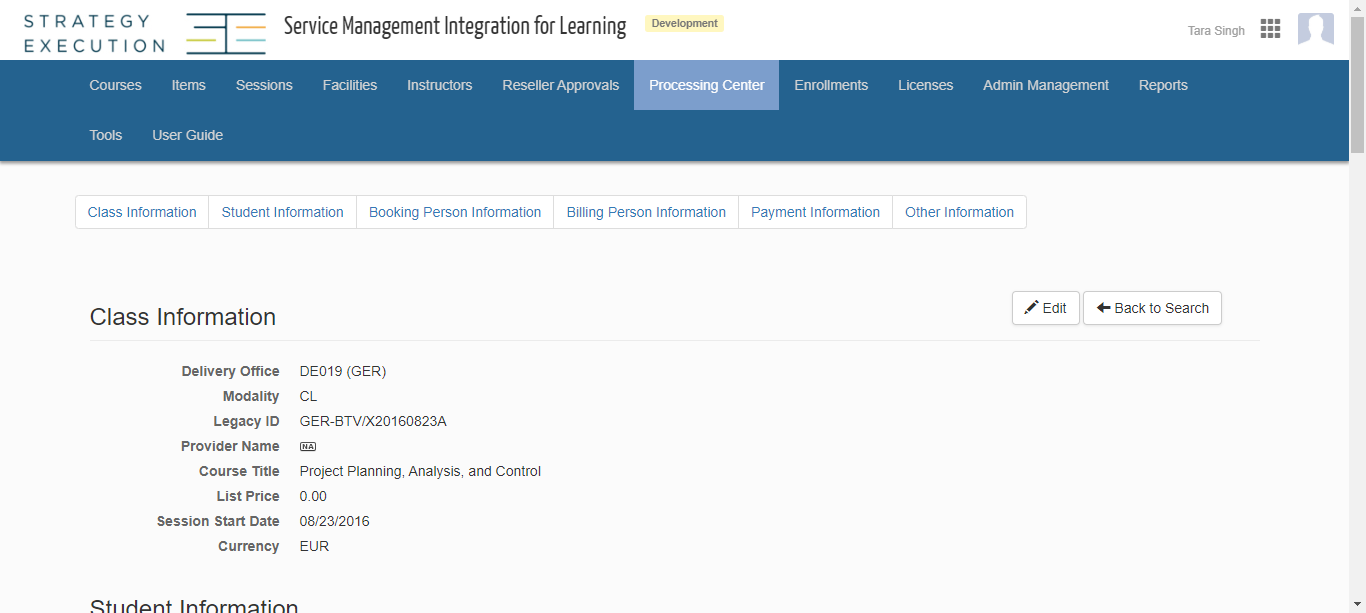 STRATEGY
EXECUTION
Service Management Integration for Learning
Development
Tara Singh
Courses Items Sessions Facilities Instructors Reseller Approvals Processing Center Enrollments Licenses Admin Management Reports
Tools User Guide
Class Information Student Information Booking Person Information Billing Person Information Payment Information Other Information
Class Information
Edit Back to Search
Delivery Office DE019 (GER)
Modality CL
Legacy ID GER-BTV/X20160823A
Provider Name NA
Course Title Project Planning, Analysis, and Control
List Price 0.00
Session Start Date 08/23/2016
Currency EUR
Student Information